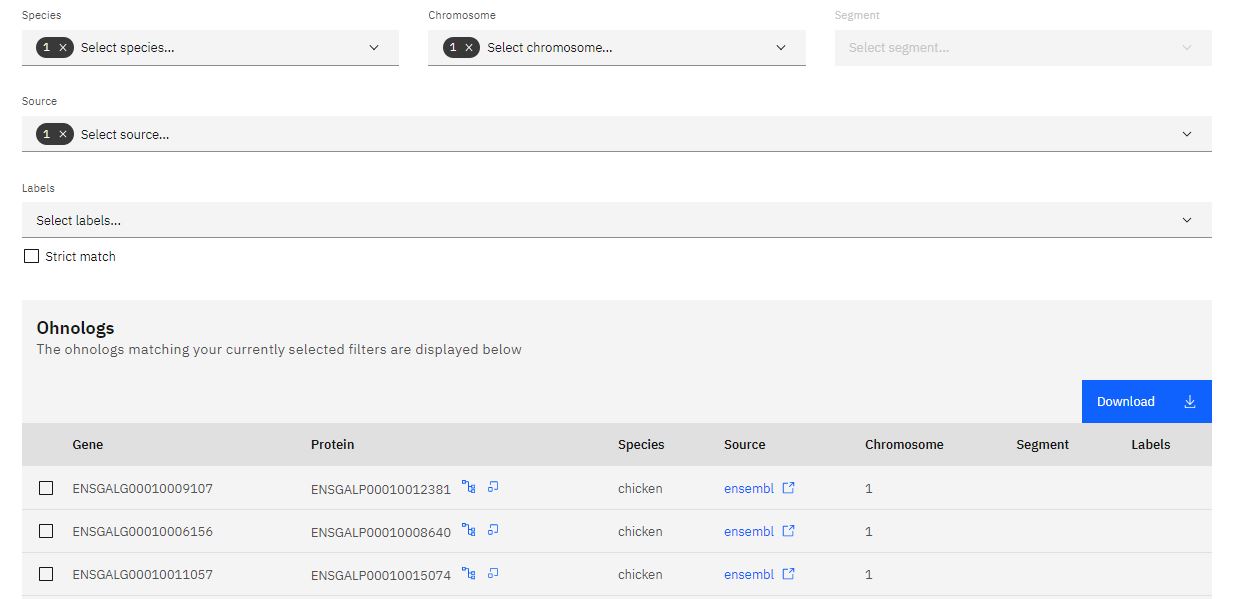 Species Chromosome Segment
1 × Select species... 1 × Select chromosome... Select segment...
Source
1 × Select source...
Labels
Select labels...
Strict match
Ohnologs
The ohnologs matching your currently selected filters are displayed below
Download
Gene Protein Species Source Chromosome Segment Labels
ENSGALG00010009107 ENSGALP00010012381 chicken ensembl 1
ENSGALG00010006156 ENSGALP00010008640 chicken ensembl 1
ENSGALG00010011057 ENSGALP00010015074 chicken ensembl 1